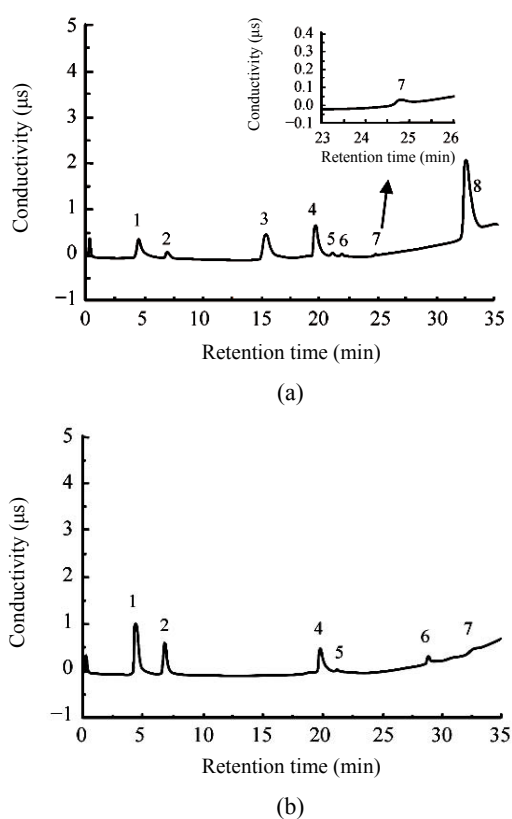 5
4
3
2
1
0
−1
Conductivity (μs)
0.4
0.3
0.2
0.1
0.0
−0.1
Conductivity (μs)
7
23 24 25 26
Retention time (min)
1 2 3 4 5 6 7 8
0 5 10 15 20 25 30 35
Retention time (min)
(a)
5
4
3
2
1
0
−1
Conductivity (μs)
1 2 4 5 6 7
0 5 10 15 20 25 30 35
Retention time (min)
(b)